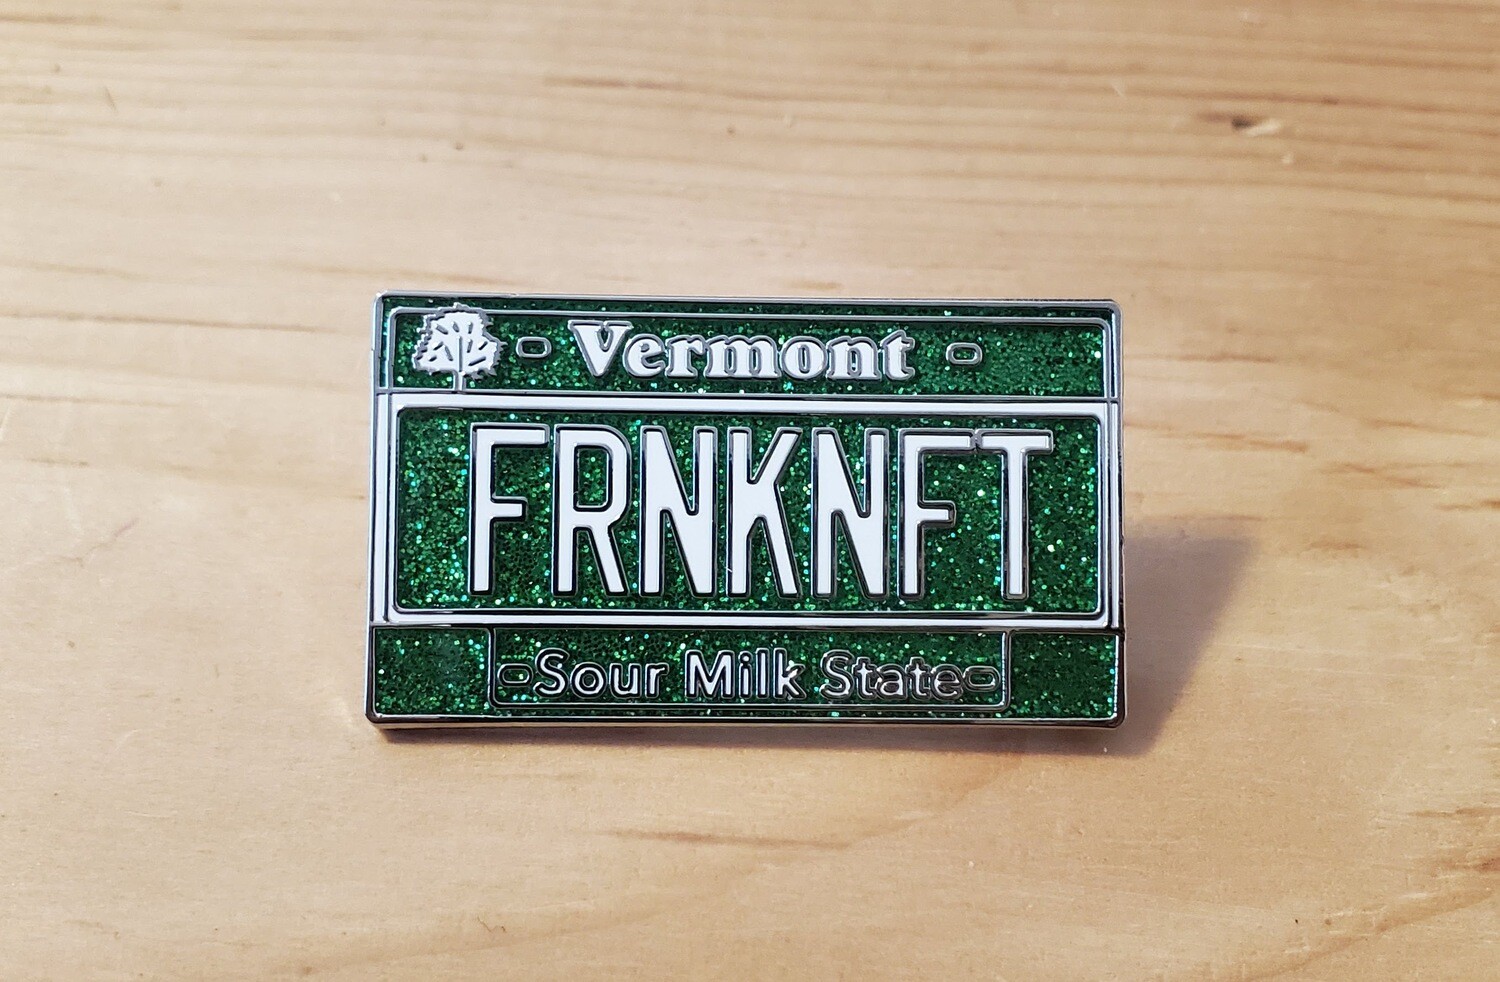 Vermont
FRNKNFT
Sour Milk State